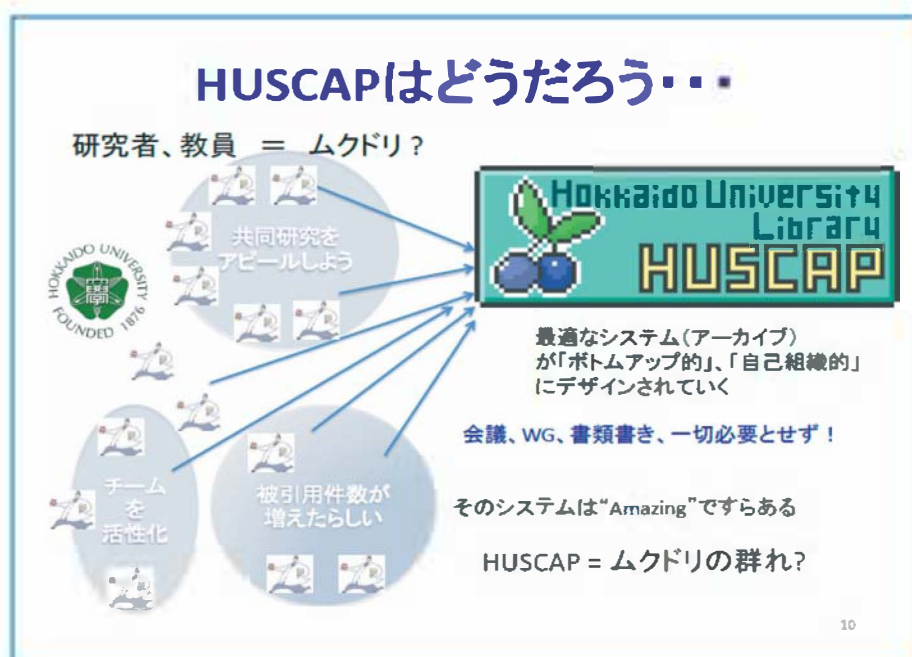 HUSCAPはどうだろう・・・
研究者、教員 ＝ ムクドリ？
共同研究を
アピールしよう
HOKKAIDO UNIVERSITY
FOUNDED 1876
チーム
を
活性化
被引用件数が
増えたらしい
Hokkaido University
Library
HUSCAP
最適なシステム（アーカイブ）
が「ボトムアップ的」、「自己組織的」
にデザインされていく
会議、WG、書類書き、一切必要とせず！
そのシステムは“Amazing”ですらある
HUSCAP = ムクドリの群れ?
10